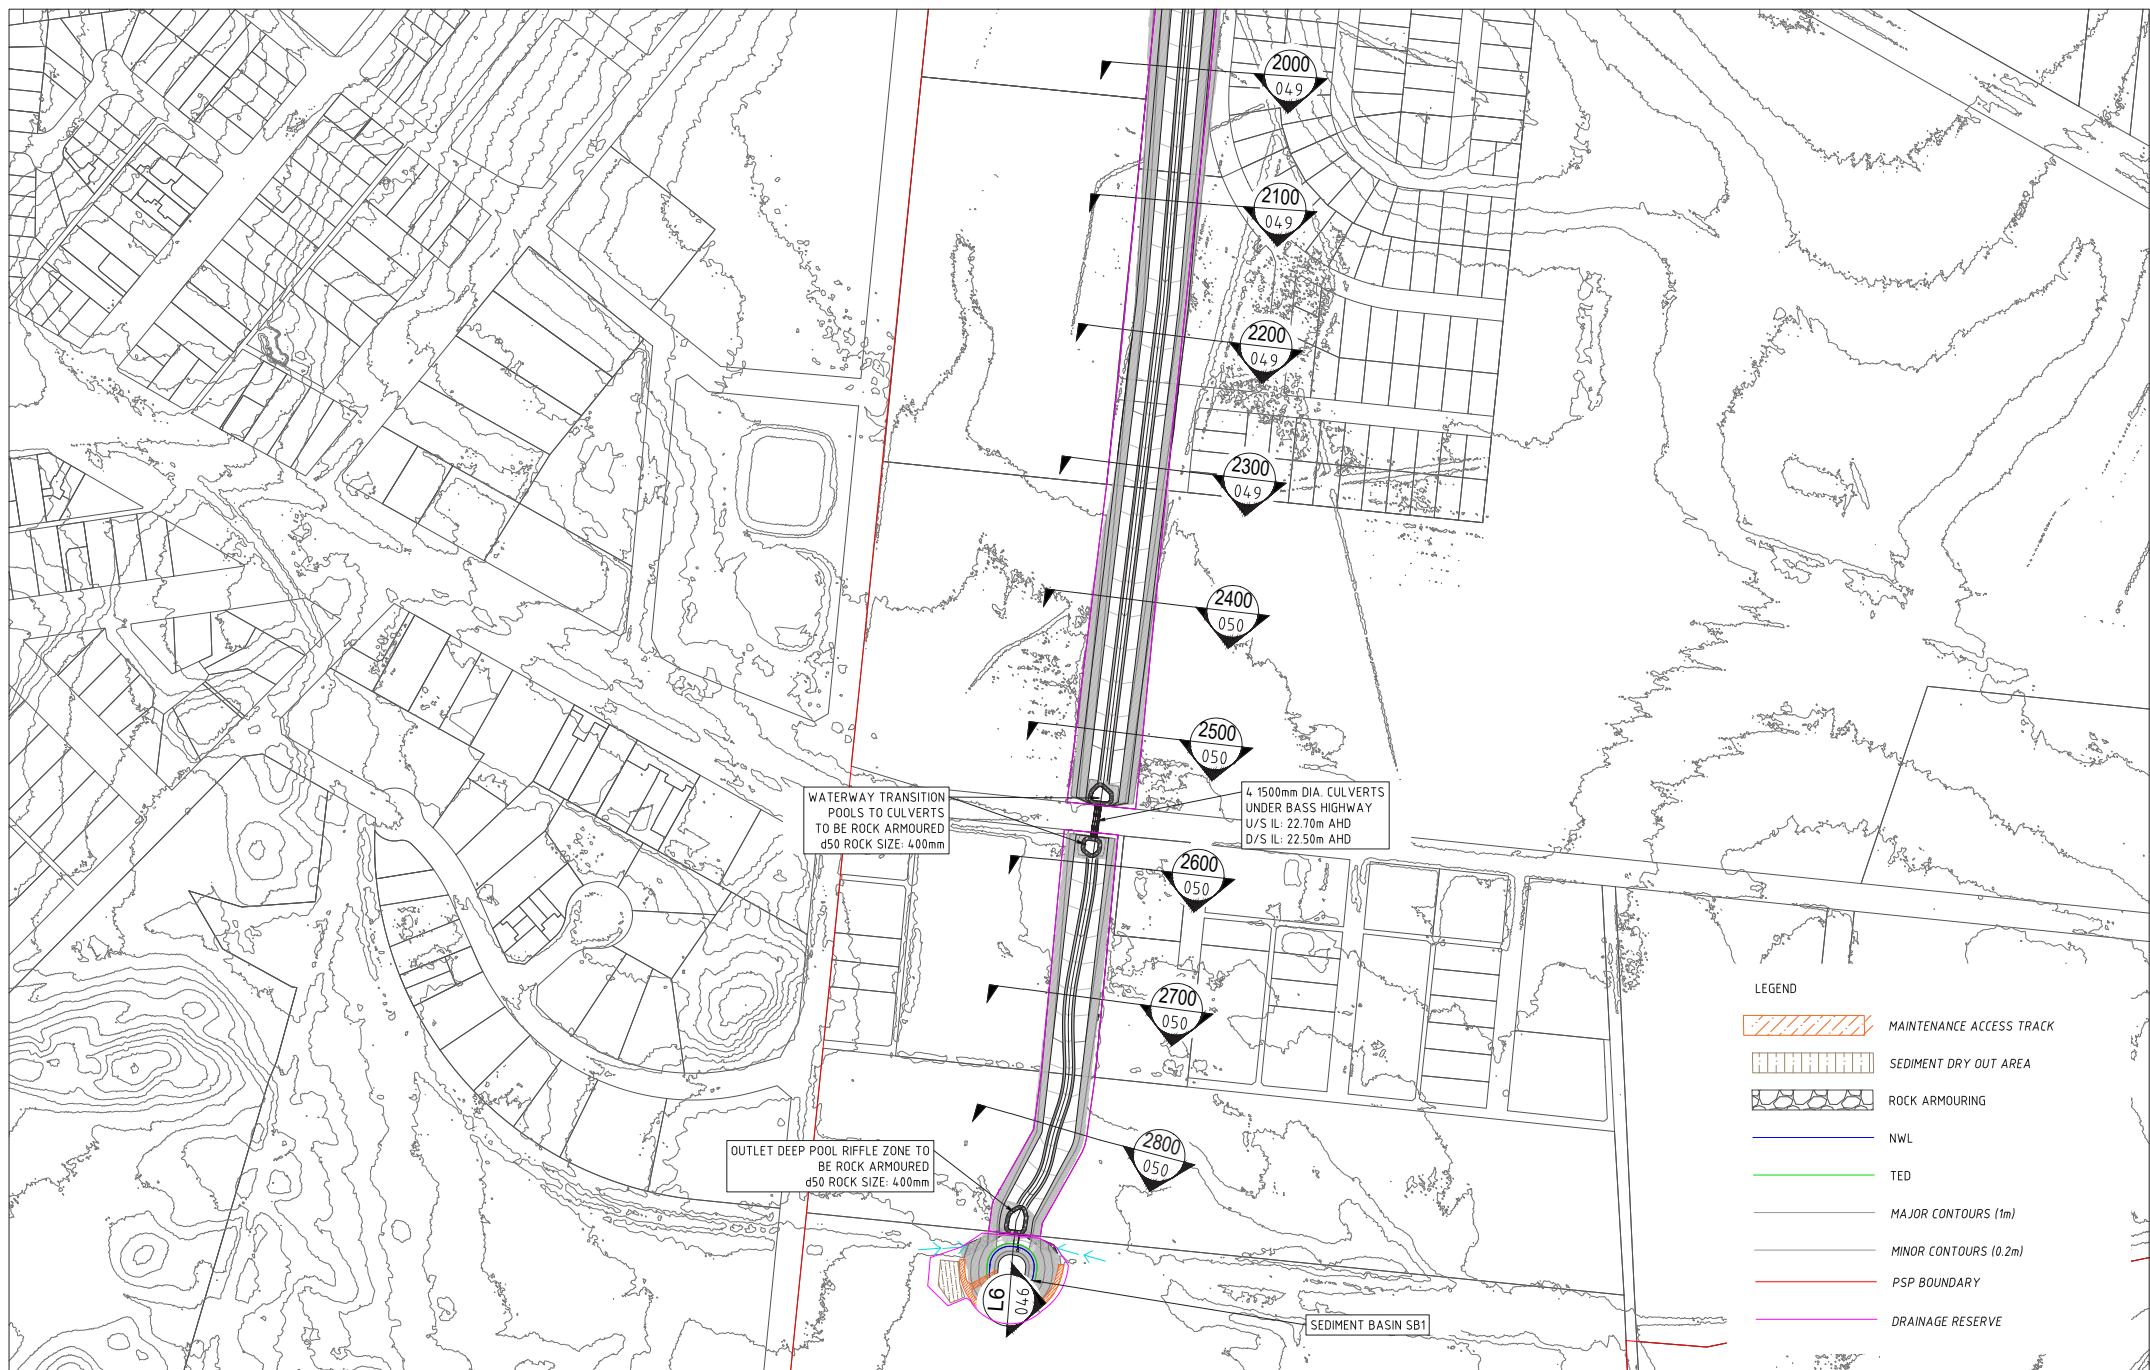 2000
049
2100
049
2200
049
2300
049
2400
050
2500
050
WATERWAY TRANSITION
POOLS TO CULVERTS
TO BE ROCK ARMOURED
d50 ROCK SIZE: 400mm
4 1500mm DIA. CULVERTS
UNDER BASS HIGHWAY
U/S IL: 22.70m AHD
D/S IL: 22.50m AHD
2600
050
2700
050
2800
050
OUTLET DEEP POOL RIFFLE ZONE TO
BE ROCK ARMOURED
d50 ROCK SIZE: 400mm
L6
046
SEDIMENT BASIN SB1
LEGEND
MAINTENANCE ACCESS TRACK
SEDIMENT DRY OUT AREA
ROCK ARMOURING
NWL
TED
MAJOR CONTOURS (1m)
MINOR CONTOURS (0.2m)
PSP BOUNDARY
DRAINAGE RESERVE